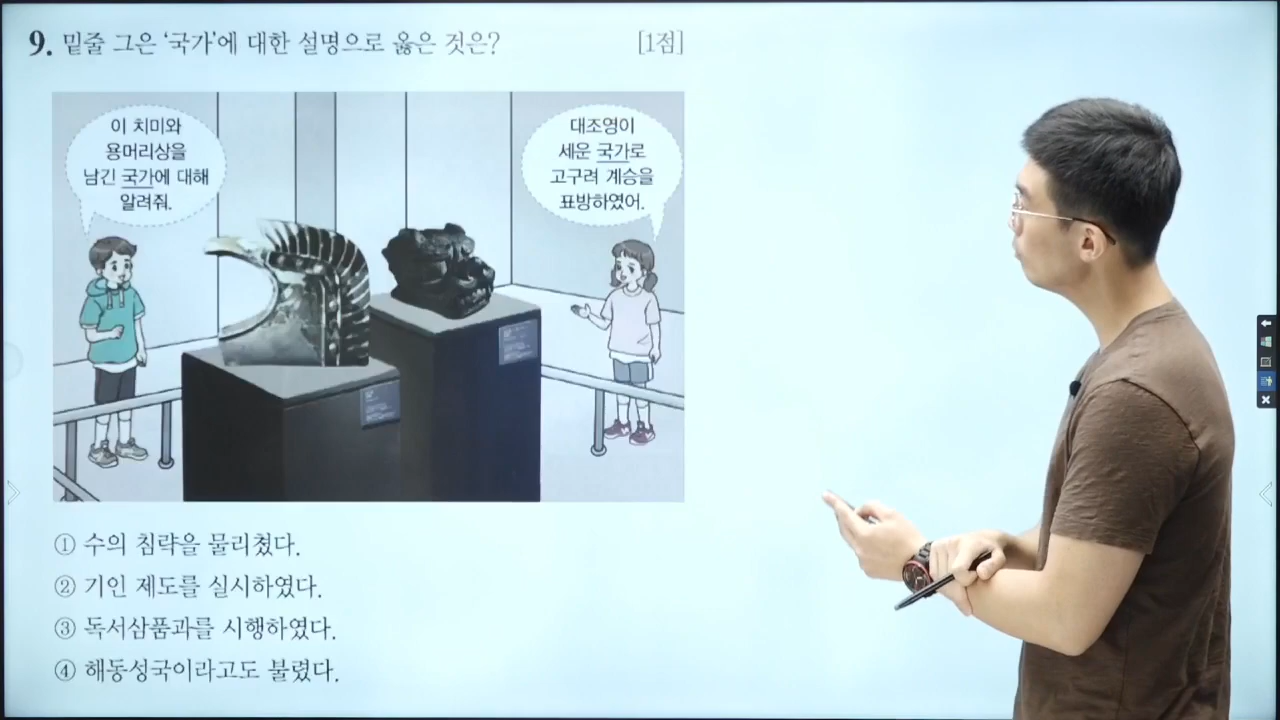 9. 밑줄 그은 '국가'에 대한 설명으로 옳은 것은? [1점]
이 치미와
용머리상을
남긴 국가에 대해
알려줘.
대조영이
세운 국가로
고구려 계승을
표방하였어.
① 수의 침략을 물리쳤다.
② 기인 제도를 실시하였다.
③ 독서삼품과를 시행하였다.
④ 해동성국이라고도 불렸다.